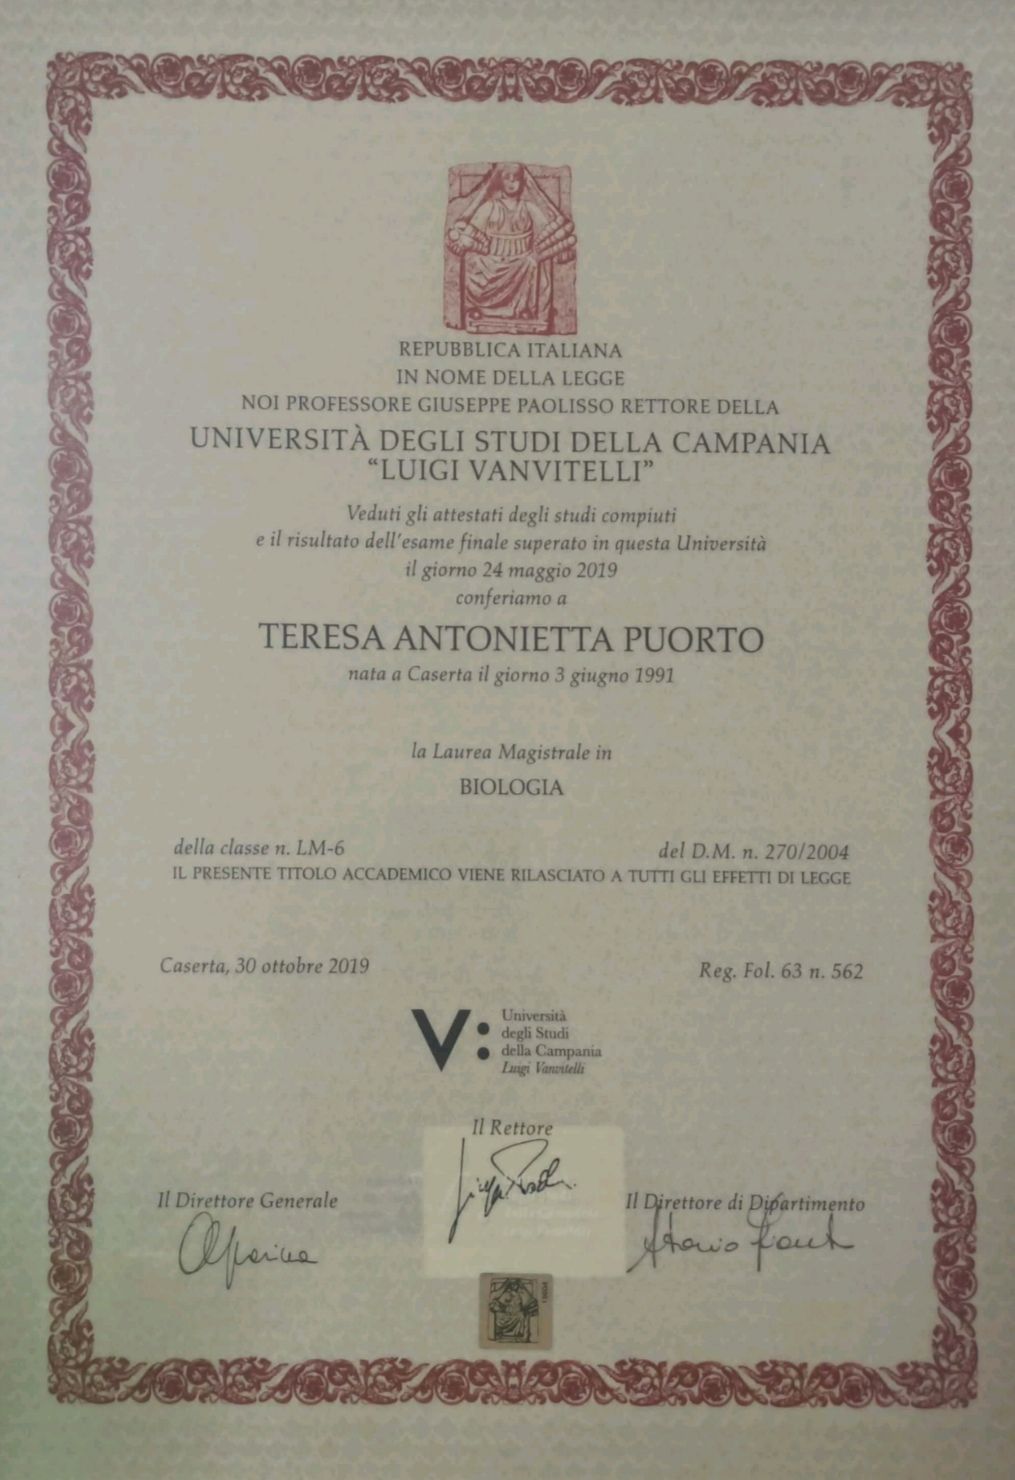 REPUBBLICA ITALIANA
IN NOME DELLA LEGGE
NOI PROFESSORE GIUSEPPE PAOLISSO RETTORE DELLA
UNIVERSITÀ DEGLI STUDI DELLA CAMPANIA
“LUIGI VANVITELLI”
Veduti gli attestati degli studi compiuti
e il risultato dell'esame finale superato in questa Università
il giorno 24 maggio 2019
conferiamo a
TERESA ANTONIETTA PUORTO
nata a Caserta il giorno 3 giugno 1991
la Laurea Magistrale in
BIOLOGIA
della classe n. LM-6 del D.M. n. 270/2004
IL PRESENTE TITOLO ACCADEMICO VIENE RILASCIATO A TUTTI GLI EFFETTI DI LEGGE
Caserta, 30 ottobre 2019 Reg. Fol. 63 n. 562
V:
Università
degli Studi
della Campania
Luigi Vanvitelli
Il Rettore
Il Direttore Generale Il Direttore di Dipartimento